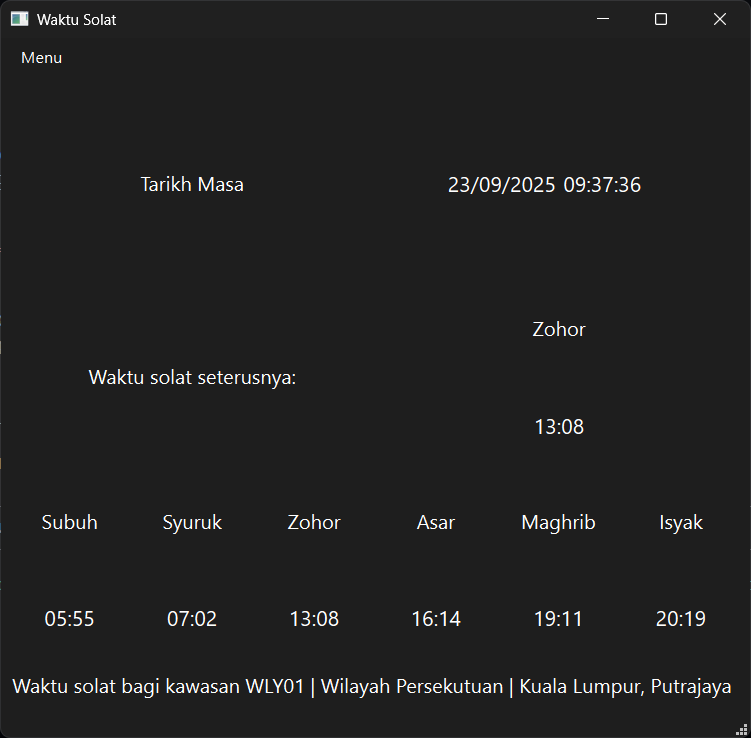 Waktu Solat
Menu
Tarikh Masa 23/09/2025 09:37:36
Zohor
Waktu solat seterusnya:
13:08
Subuh Syuruk Zohor Asar Maghrib Isyak
05:55 07:02 13:08 16:14 19:11 20:19
Waktu solat bagi kawasan WLY01 | Wilayah Persekutuan | Kuala Lumpur, Putrajaya